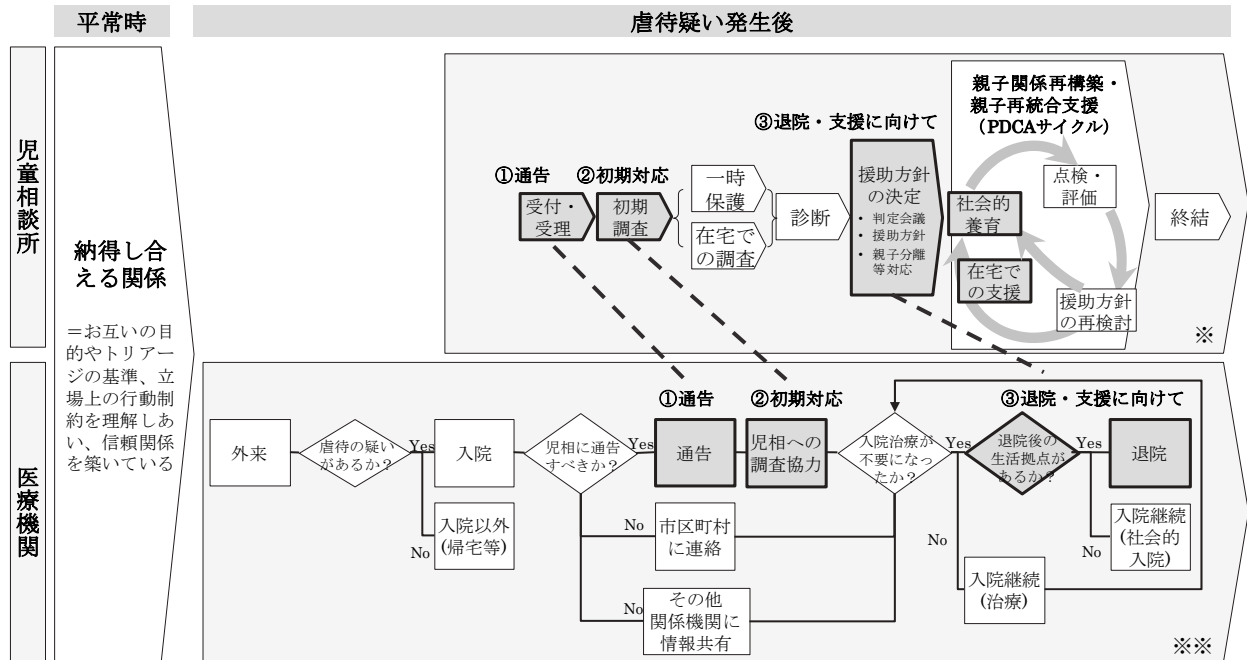 平常時
虐待疑い発生後
児童相談所
医療機関
納得し合
える関係
＝お互いの目
的やトリアー
ジの基準、立
場上の行動制
約を理解しあ
い、信頼関係
を築いている
親子関係再構築・
親子再統合支援
（PDCAサイクル）
③退院・支援に向けて
①通告
②初期対応
受付・
受理
初期
調査
一時
保護
在宅で
の調査
診断
援助方針
の決定
• 判定会議
• 援助方針
• 親子分離
等対応
社会的
養育
在宅で
の支援
点検・
評価
援助方針
の再検討
終結
※
①通告
②初期対応
③退院・支援に向けて
外来
虐待の疑い
があるか？
Yes
入院
No
入院以外
(帰宅等)
児相に通告
すべきか？
Yes
通告
児相への
調査協力
No
市区町村
に連絡
No
その他
関係機関に
情報共有
入院治療が
不要になっ
たか？
Yes
No
入院継続
(治療)
退院後の
生活拠点が
あるか？
Yes
退院
No
入院継続
(社会的
入院)
※※